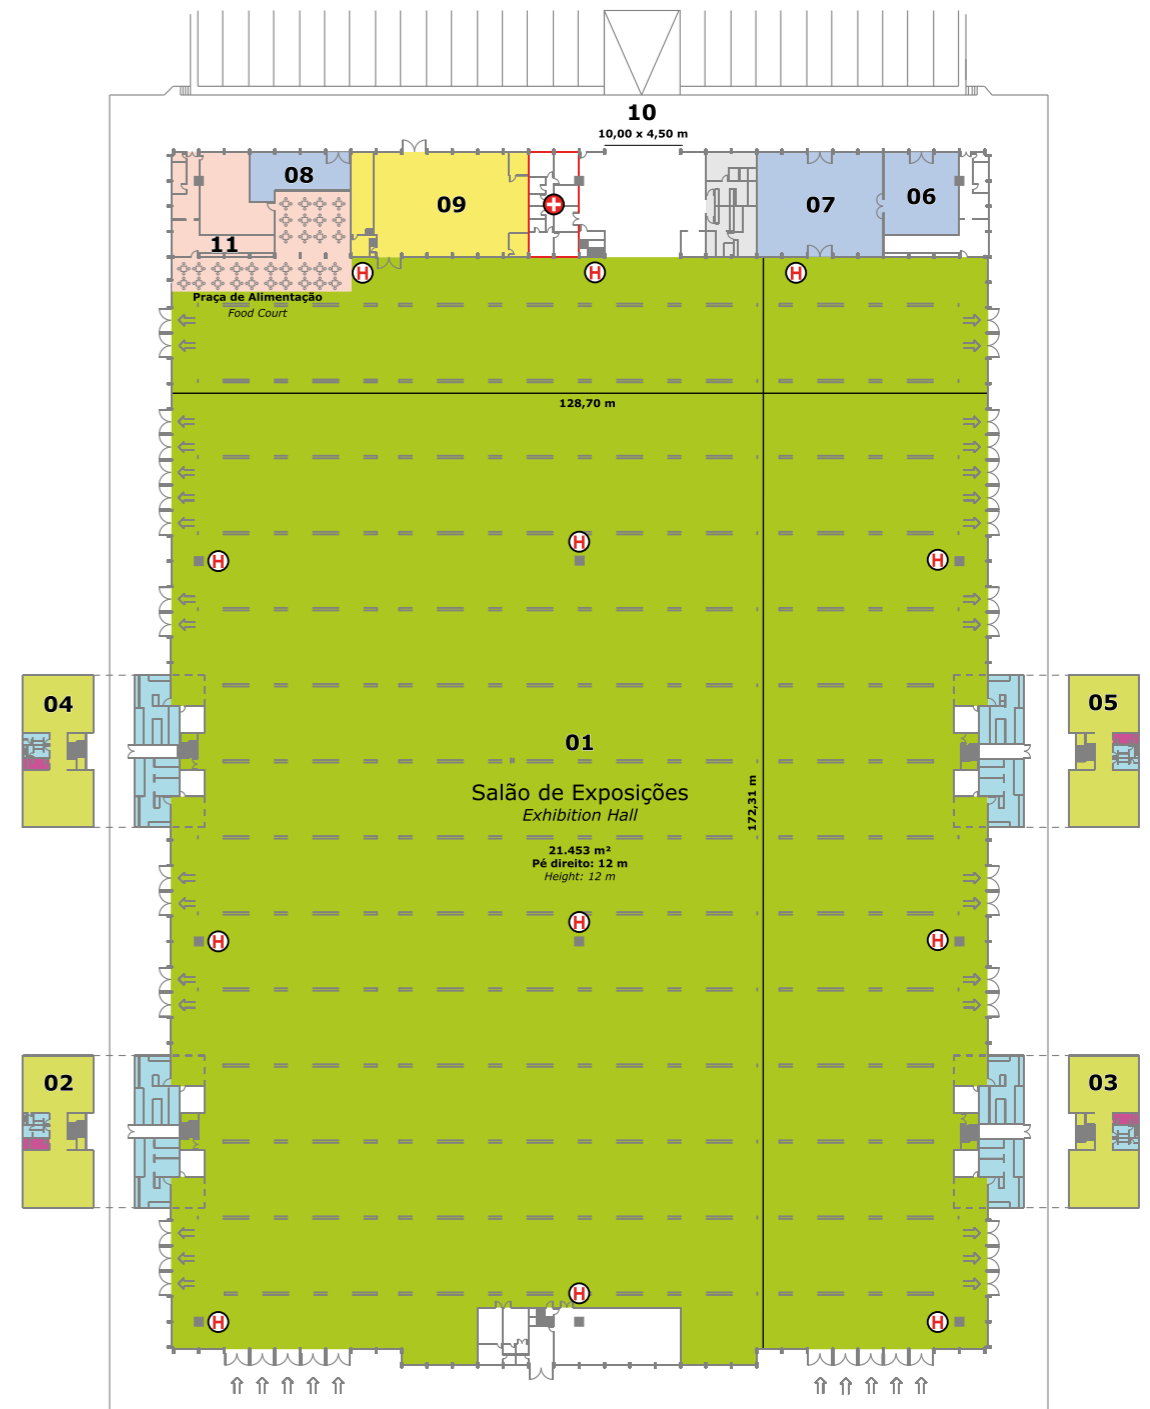 10
10,00 x 4,50 m
08
09
07
06
11
H
H
H
Praça de Alimentação
Food Court
128,70 m
H
H
H
04
05
01
Salão de Exposições
Exhibition Hall
172,31 m
21.453 m²
Pé direito: 12 m
Height: 12 m
H
H
H
02
03
H
H
H